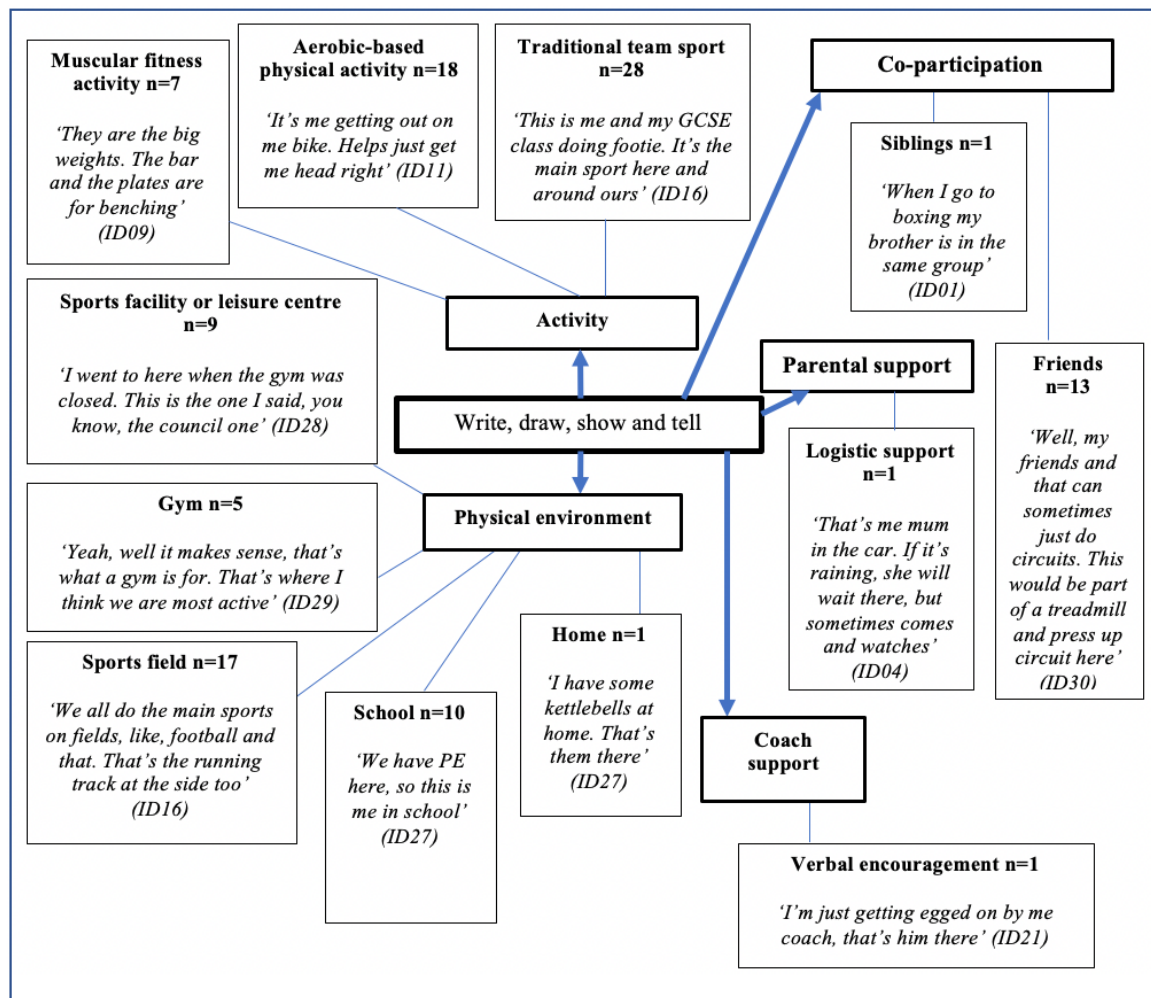 Muscular fitness
activity n=7
‘They are the big
weights. The bar
and the plates are
for benching’
(ID09)
Aerobic-based
physical activity n=18
‘It’s me getting out on
me bike. Helps just get
me head right’ (ID11)
Traditional team sport
n=28
‘This is me and my GCSE
class doing footie. It’s the
main sport here and
around ours’ (ID16)
Co-participation
Siblings n=1
‘When I go to
boxing my
brother is in the
same group’
(ID01)
Sports facility or leisure centre
n=9
‘I went to here when the gym was
closed. This is the one I said, you
know, the council one’ (ID28)
Activity
Parental support
Friends
n=13
‘Well, my
friends and
that can
sometimes
just do
circuits. This
would be part
of a treadmill
and press up
circuit here’
(ID30)
Write, draw, show and tell
Logistic support
n=1
‘That’s me mum
in the car. If it’s
raining, she will
wait there, but
sometimes comes
and watches’
(ID04)
Gym n=5
‘Yeah, well it makes sense, that’s
what a gym is for. That’s where I
think we are most active’ (ID29)
Physical environment
Sports field n=17
‘We all do the main sports
on fields, like, football and
that. That’s the running
track at the side too’
(ID16)
School n=10
‘We have PE
here, so this is
me in school’
(ID27)
Home n=1
‘I have some
kettlebells at
home. That’s
them there’
(ID27)
Coach
support
Verbal encouragement n=1
‘I’m just getting egged on by me
coach, that’s him there’ (ID21)